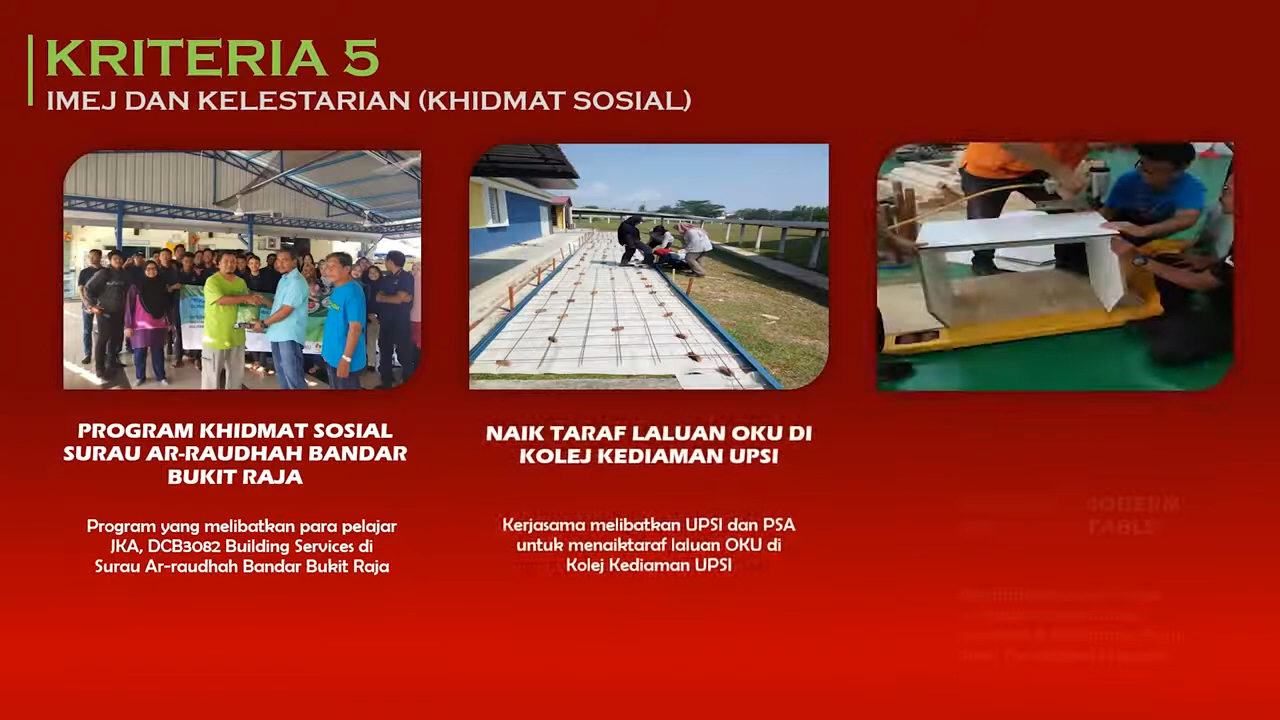 KRITERIA 5
IMEJ DAN KELESTARIAN (KHIDMAT SOSIAL)
PROGRAM KHIDMAT SOSIAL
SURAU AR-RAUDHAH BANDAR
BUKIT RAJA
Program yang melibatkan para pelajar
JKA, DCB3082 Building Services di
Surau Ar-raudhah Bandar Bukit Raja
NAIK TARAF LALUAN OKU DI
KOLEJ KEDIAMAN UPSI
Kerjasama melibatkan UPSI dan PSA
untuk menaiktaraf laluan OKU di
Kolej Kediaman UPSI
TABLE